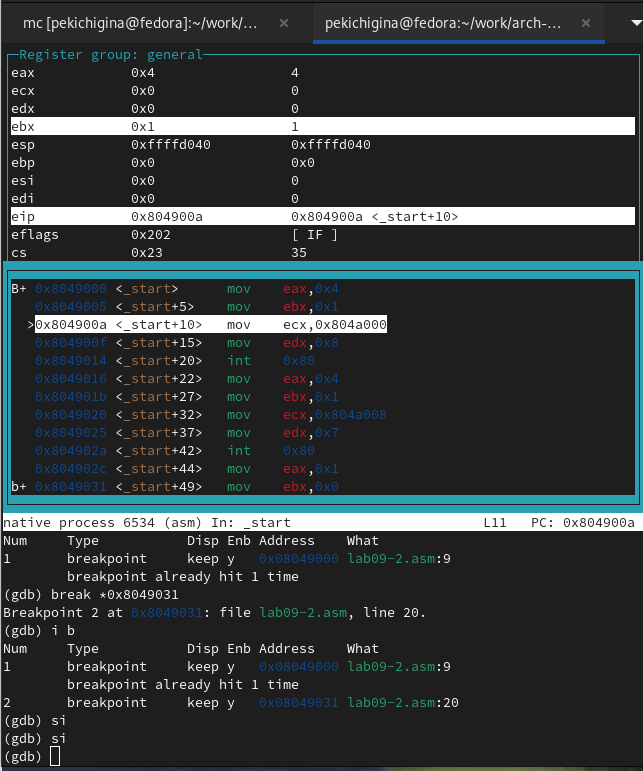 mc [pekichigina@fedora]:~/work/... ×
pekichigina@fedora:~/work/arch-... ×
Register group: general
eax 0x4 4
ecx 0x0 0
edx 0x0 0
ebx 0x1 1
esp 0xffffd040 0xffffd040
ebp 0x0 0x0
esi 0x0 0
edi 0x0 0
eip 0x804900a 0x804900a <_start+10>
eflags 0x202 [ IF ]
cs 0x23 35
B+ 0x8049000 <_start> mov eax,0x4
0x8049005 <_start+5> mov ebx,0x1
>0x804900a <_start+10> mov ecx,0x804a000
0x804900f <_start+15> mov edx,0x8
0x8049014 <_start+20> int 0x80
0x8049016 <_start+22> mov eax,0x4
0x804901b <_start+27> mov ebx,0x1
0x8049020 <_start+32> mov ecx,0x804a008
0x8049025 <_start+37> mov edx,0x7
0x804902a <_start+42> int 0x80
0x804902c <_start+44> mov eax,0x1
b+ 0x8049031 <_start+49> mov ebx,0x0
native process 6534 (asm) In: _start L11 PC: 0x804900a
Num Type Disp Enb Address What
1 breakpoint keep y 0x08049000 lab09-2.asm:9
breakpoint already hit 1 time
(gdb) break *0x8049031
Breakpoint 2 at 0x8049031: file lab09-2.asm, line 20.
(gdb) i b
Num Type Disp Enb Address What
1 breakpoint keep y 0x08049000 lab09-2.asm:9
breakpoint already hit 1 time
2 breakpoint keep y 0x08049031 lab09-2.asm:20
(gdb) si
(gdb) si
(gdb)